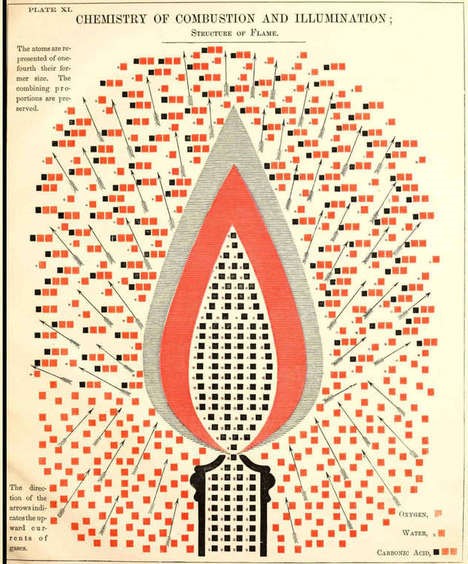 PLATE XI.
CHEMISTRY OF COMBUSTION AND ILLUMINATION;
STRUCTURE OF FLAME.
The atoms are re-
presented of one-
fourth their for-
mer size. The
combining pro-
portions are pre-
served.
The direc-
tion of the
arrows indi-
cates the up-
ward cur-
rents of
gases.
OXYGEN,
WATER,
CARBONIC ACID,